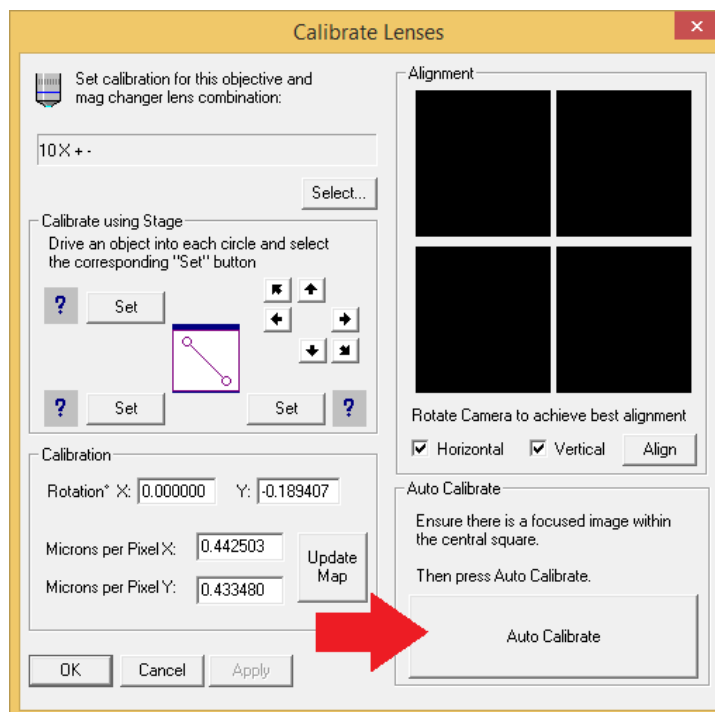 Calibrate Lenses
x
Set calibration for this objective and
mag changer lens combination:
10X + -
Select...
Calibrate using Stage
Drive an object into each circle and select
the corresponding "Set" button
? Set
? Set
Set ?
Calibration
Rotation° X: 0.000000 Y: -0.189407
Microns per Pixel X: 0.442503
Microns per Pixel Y: 0.433480
Update
Map
OK Cancel Apply
Alignment
Rotate Camera to achieve best alignment
Horizontal Vertical Align
Auto Calibrate
Ensure there is a focused image within
the central square.
Then press Auto Calibrate.
Auto Calibrate